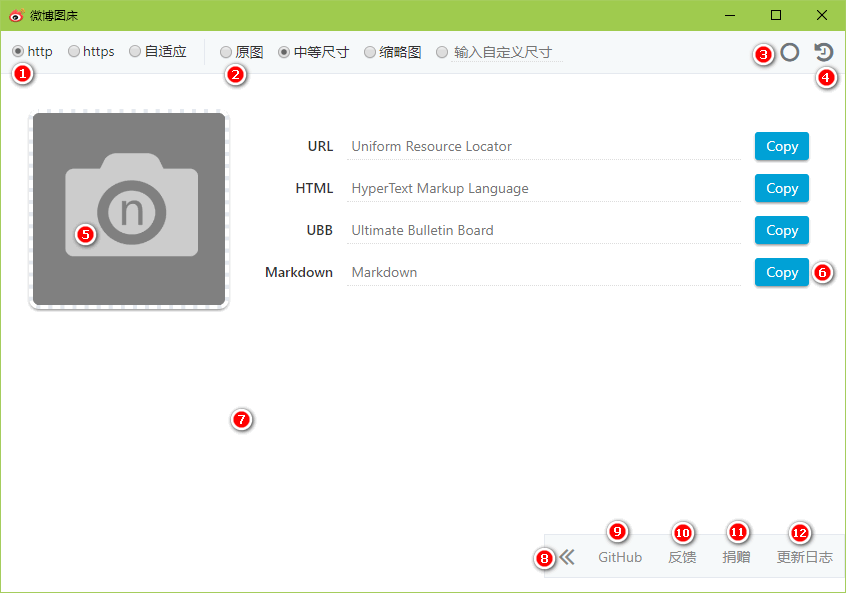 微博图床
http https 自适应 原图 中等尺寸 缩略图 输入自定义尺寸 3
1 2 4
URL Uniform Resource Locator Copy
HTML HyperText Markup Language Copy
n
5 UBB Ultimate Bulletin Board Copy
Markdown Markdown Copy 6
7
9 10 11 12
8 GitHub 反馈 捐赠 更新日志